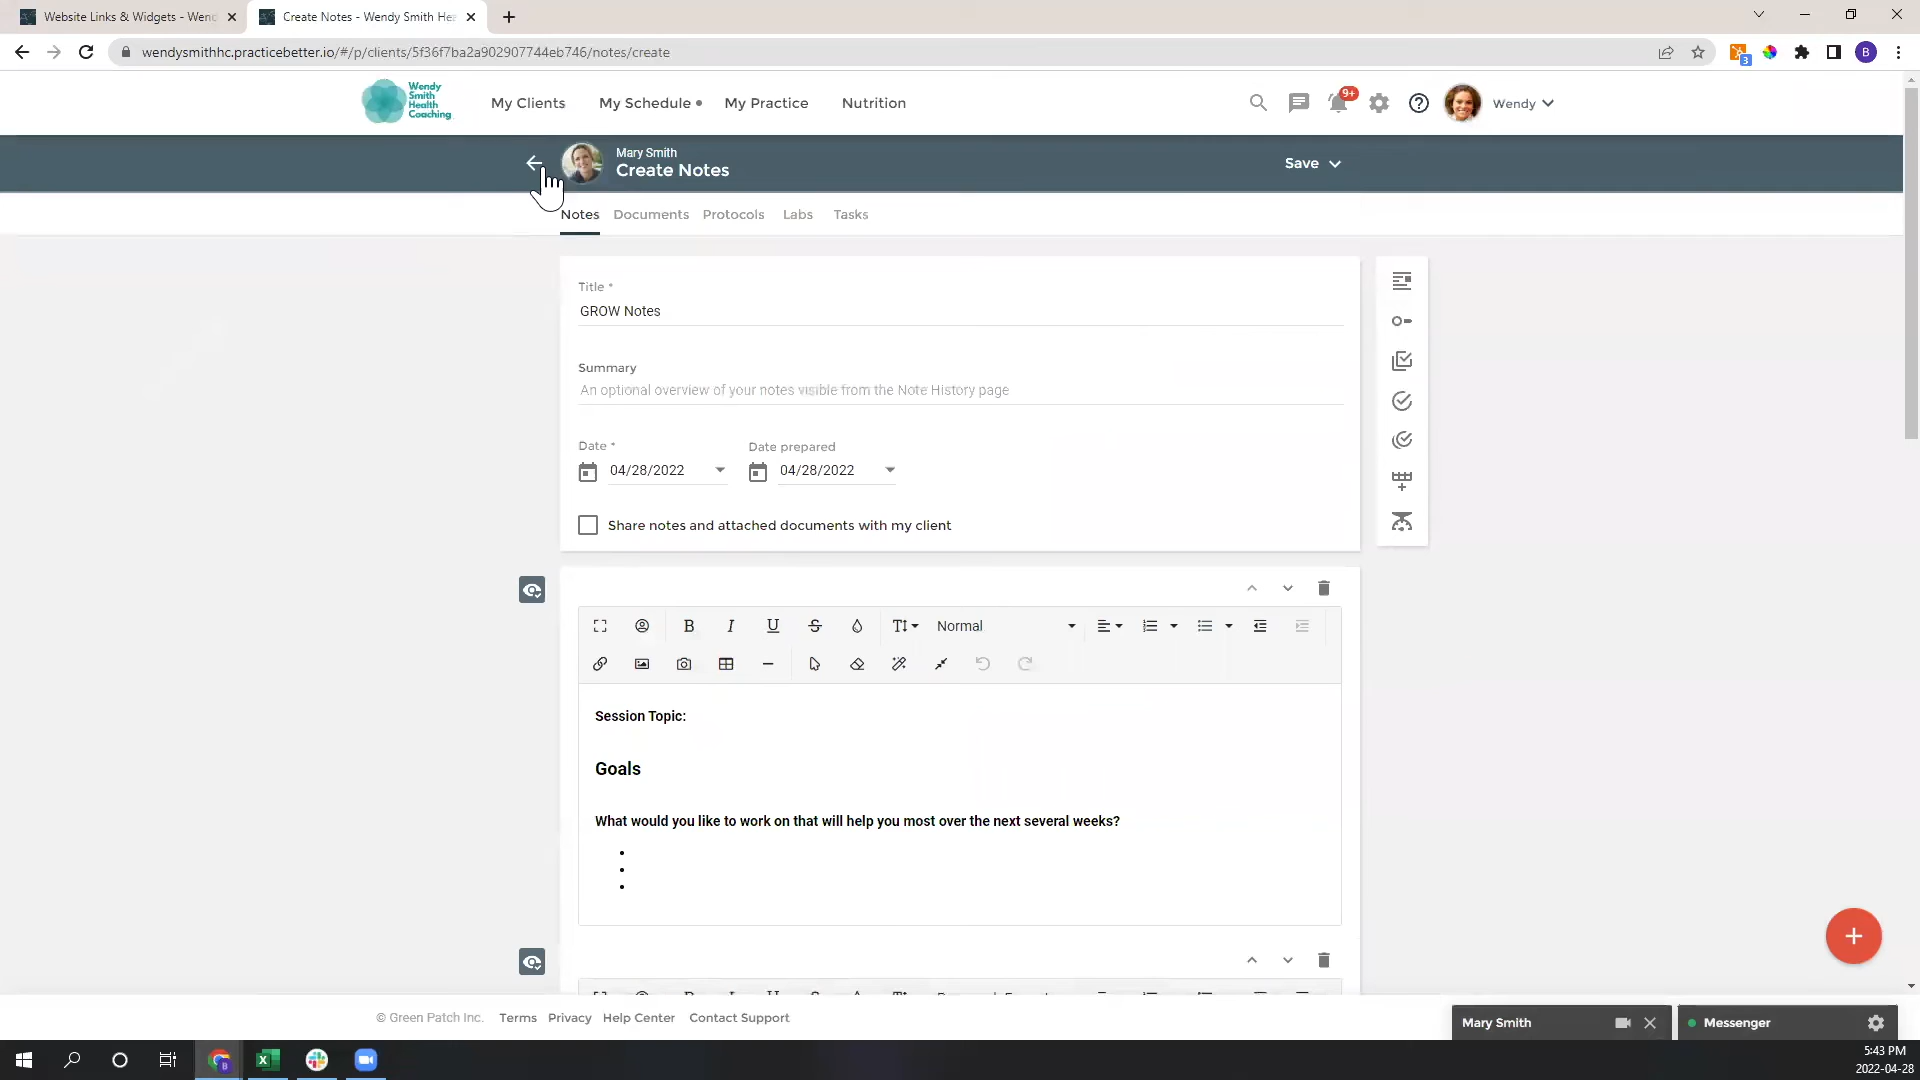 Website Links & Widgets - Wend
Create Notes - Wendy Smith Hea
wendysmithhc.practicebetter.io/#/p/clients/5f36f7ba2a902907744eb746/notes/create
3
B
Wendy
Smith
Health
Coaching
My Clients
My Schedule
My Practice
Nutrition
9+
Wendy
Mary Smith
Create Notes
Save
Notes
Documents
Protocols
Labs
Tasks
Title *
GROW Notes
Summary
An optional overview of your notes visible from the Note History page
Date *
Date prepared
04/28/2022
04/28/2022
Share notes and attached documents with my client
Normal
Session Topic:
Goals
What would you like to work on that will help you most over the next several weeks?
© Green Patch Inc.
Terms
Privacy
Help Center
Contact Support
Mary Smith
Messenger
5:43 PM
2022-04-28